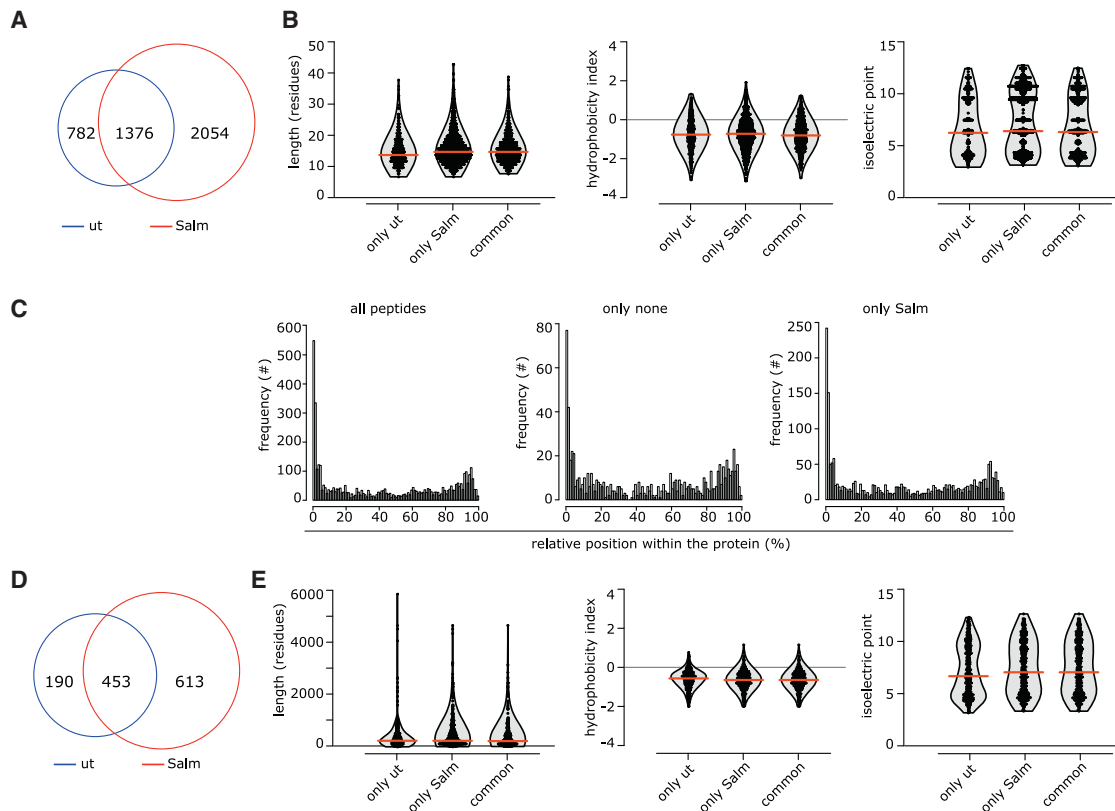 A
782
1376
2054
ut
Salm
B
50
40
30
20
10
0
length (residues)
only ut
only Salm
common
4
2
0
-2
-4
hydrophobicity index
only ut
only Salm
common
15
10
5
0
isoelectric point
only ut
only Salm
common
C
all peptides
600
500
400
300
200
100
0
frequency (#)
0 20 40 60 80 100
only none
80
60
40
20
0
frequency (#)
0 20 40 60 80 100
only Salm
250
200
150
100
50
0
frequency (#)
0 20 40 60 80 100
relative position within the protein (%)
D
190
453
613
ut
Salm
E
6000
4000
2000
0
length (residues)
only ut
only Salm
common
4
2
0
-2
-4
hydrophobicity index
only ut
only Salm
common
15
10
5
0
isoelectric point
only ut
only Salm
common